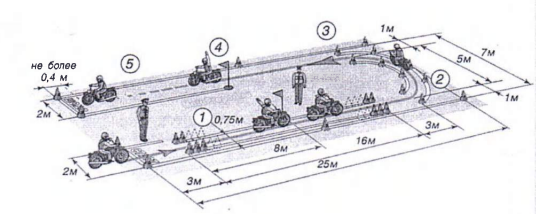 ③
1м
④
7м
⑤
5м
не более
0,4 м
②
2м
①
0,75м
1м
3м
16м
8м
2м
25м
3м